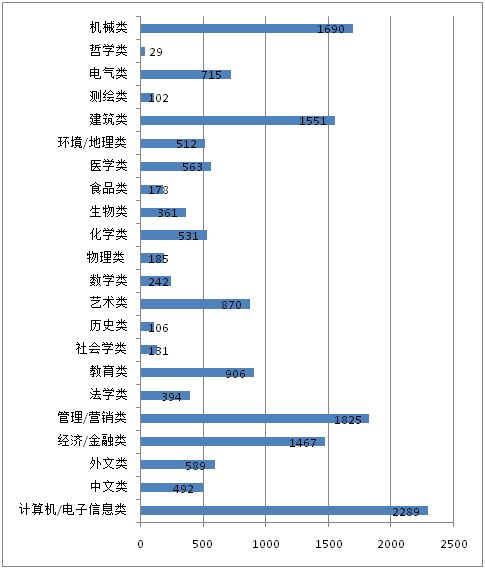 机械类 1690
哲学类 29
电气类 715
测绘类 102
建筑类 1551
环境/地理类 512
医学类 563
食品类 178
生物类 361
化学类 531
物理类 185
数学类 242
艺术类 870
历史类 106
社会学类 131
教育类 906
法学类 394
管理/营销类 1825
经济/金融类 1467
外文类 589
中文类 492
计算机/电子信息类 2289
0 500 1000 1500 2000 2500